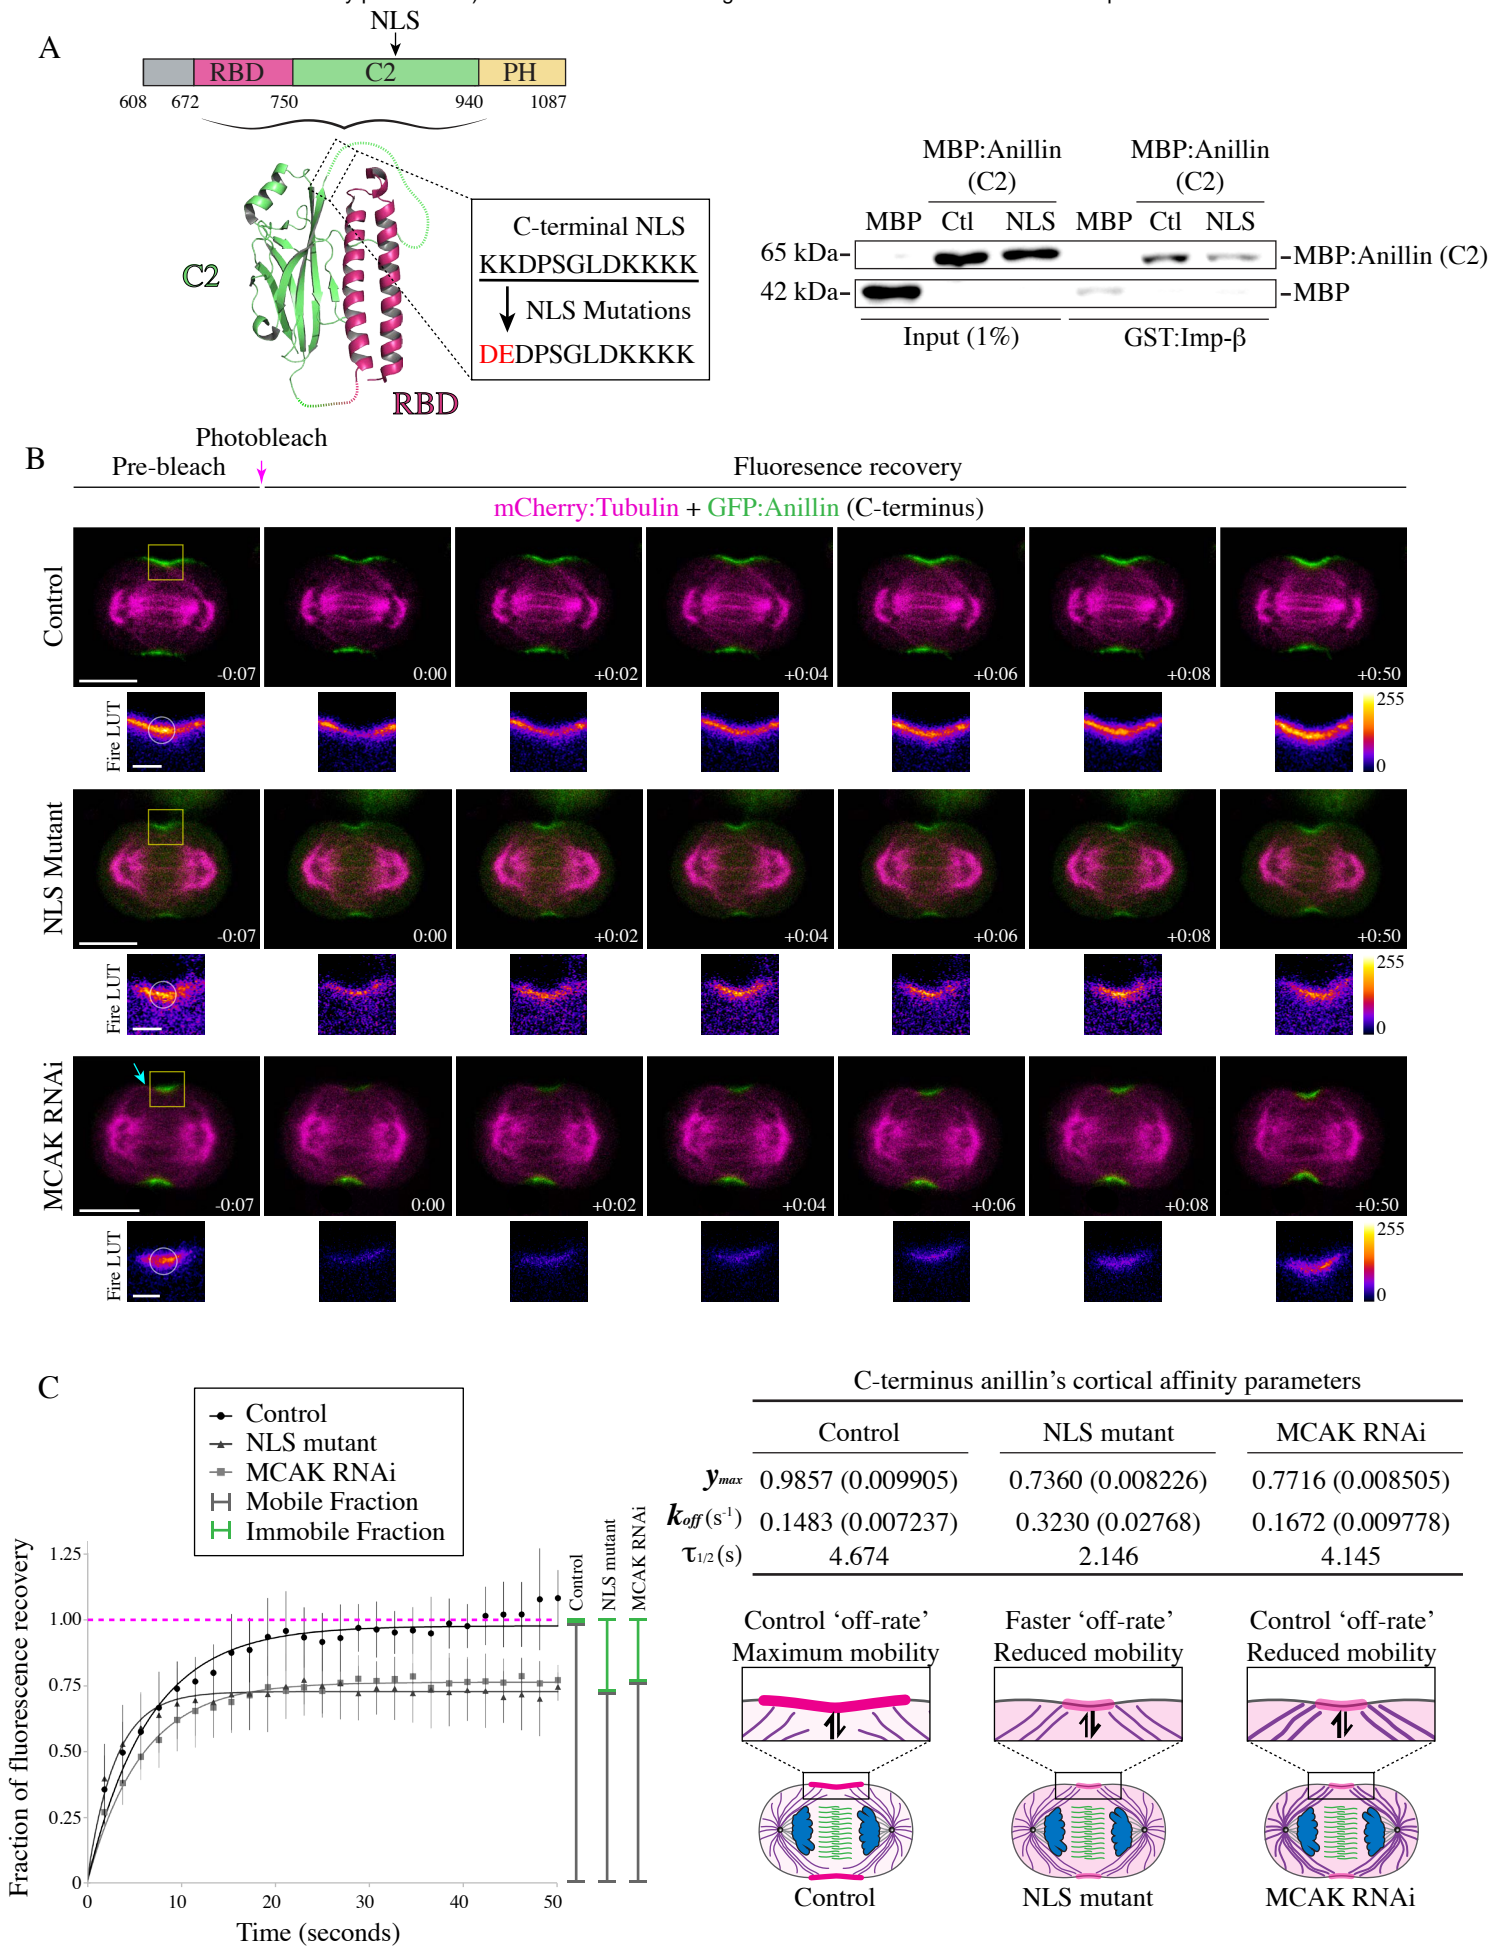 A
NLS
RBD
C2
PH
608
672
750
940
1087
C2
RBD
C-terminal NLS
KKDPSGLDKKKK
NLS Mutations
DEDPSGLDKKKK
MBP:Anillin
(C2)
MBP:Anillin
(C2)
MBP Ctl NLS MBP Ctl NLS
65 kDa
MBP:Anillin (C2)
42 kDa
MBP
Input (1%)
GST:Imp-β
B
Photobleach
Pre-bleach
Fluoresence recovery
mCherry:Tubulin + GFP:Anillin (C-terminus)
Control
-0:07
0:00
+0:02
+0:04
+0:06
+0:08
+0:50
Fire LUT
255
0
NLS Mutant
-0:07
0:00
+0:02
+0:04
+0:06
+0:08
+0:50
Fire LUT
255
0
MCAK RNAi
-0:07
0:00
+0:02
+0:04
+0:06
+0:08
+0:50
Fire LUT
255
0
C
Control
NLS mutant
MCAK RNAi
Mobile Fraction
Immobile Fraction
Fraction of fluorescence recovery
1.25
1.00
0.75
0.50
0.25
0
0 10 20 30 40 50
Time (seconds)
Control
NLS mutant
MCAK RNAi
C-terminus anillin's cortical affinity parameters
Control NLS mutant MCAK RNAi
ymax 0.9857 (0.009905) 0.7360 (0.008226) 0.7716 (0.008505)
koff (s-1) 0.1483 (0.007237) 0.3230 (0.02768) 0.1672 (0.009778)
τ1/2 (s) 4.674 2.146 4.145
Control 'off-rate'
Maximum mobility
Faster 'off-rate'
Reduced mobility
Control 'off-rate'
Reduced mobility
Control
NLS mutant
MCAK RNAi